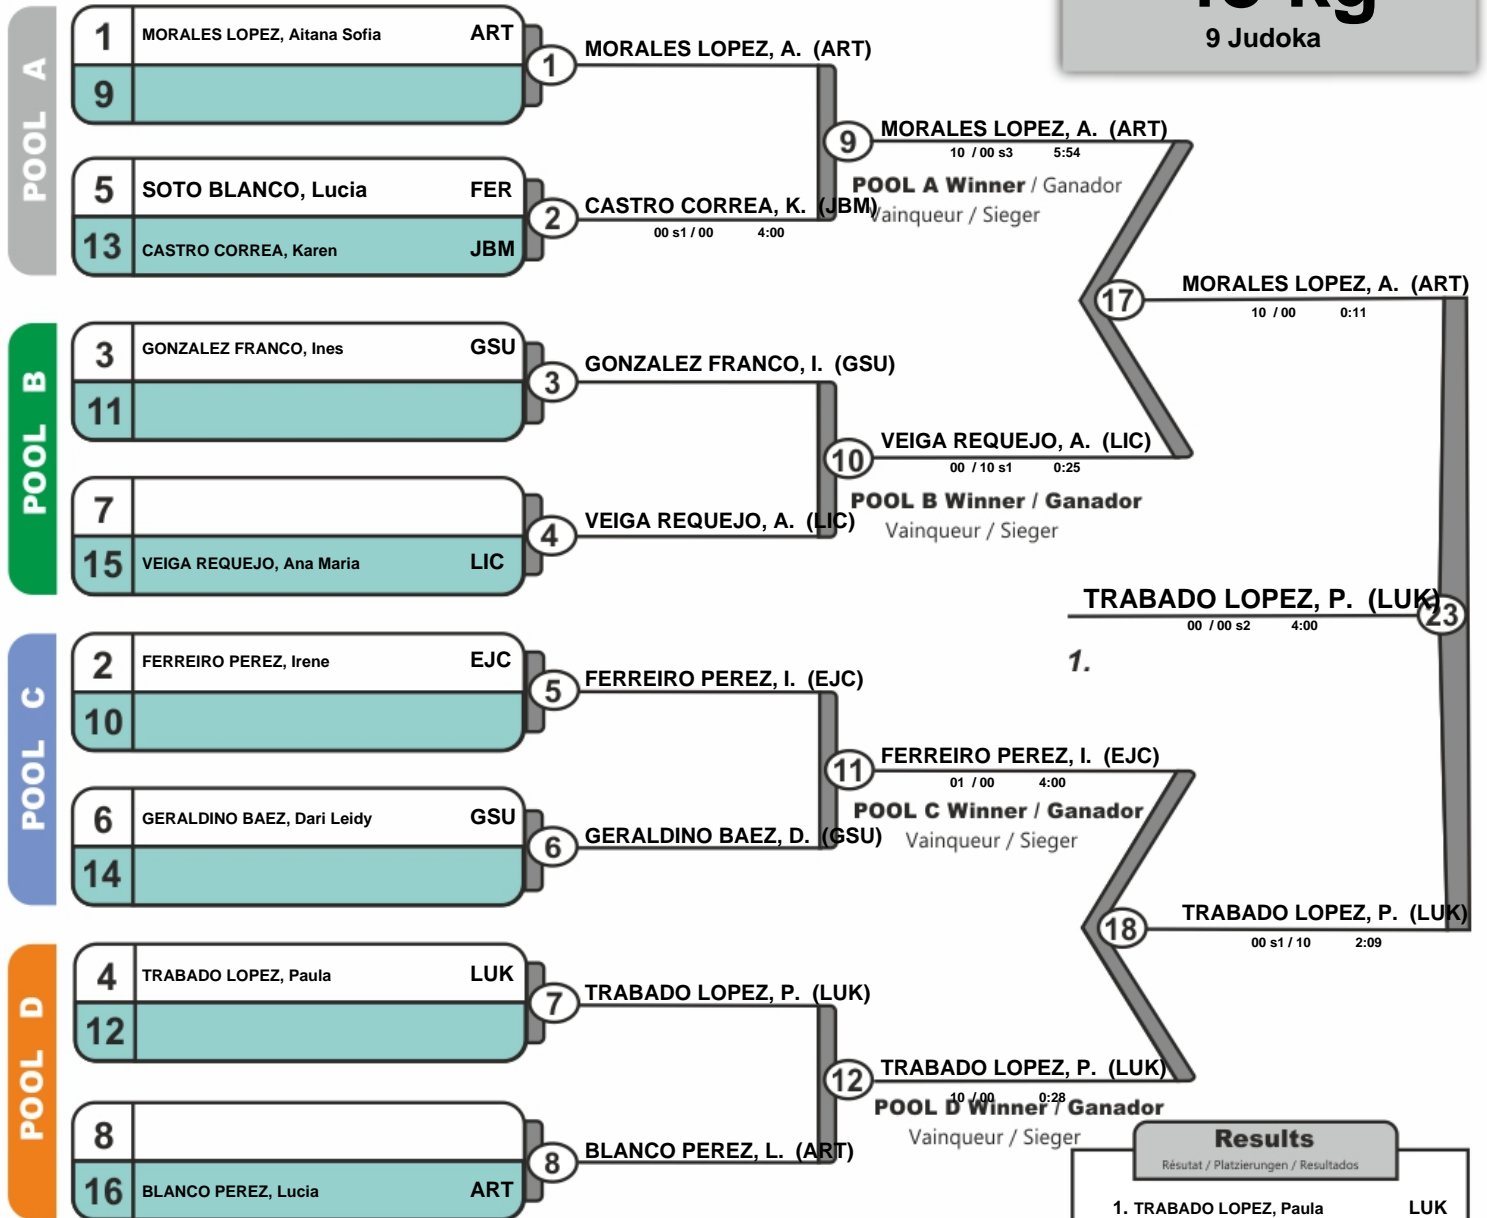 9 Judoka
POOL A
1 MORALES LOPEZ, Aitana Sofia ART
9
5 SOTO BLANCO, Lucia FER
13 CASTRO CORREA, Karen JBM
1 MORALES LOPEZ, A. (ART)
2 CASTRO CORREA, K. (JBM)
00 s1 / 00 4:00
9 MORALES LOPEZ, A. (ART)
10 / 00 s3 5:54
POOL A Winner / Ganador
Vainqueur / Sieger
POOL B
3 GONZALEZ FRANCO, Ines GSU
11
7
15 VEIGA REQUEJO, Ana Maria LIC
3 GONZALEZ FRANCO, I. (GSU)
4 VEIGA REQUEJO, A. (LIC)
10 VEIGA REQUEJO, A. (LIC)
00 / 10 s1 0:25
POOL B Winner / Ganador
Vainqueur / Sieger
17 MORALES LOPEZ, A. (ART)
10 / 00 0:11
TRABADO LOPEZ, P. (LUK) 23
00 / 00 s2 4:00
1.
POOL C
2 FERREIRO PEREZ, Irene EJC
10
6 GERALDINO BAEZ, Dari Leidy GSU
14
5 FERREIRO PEREZ, I. (EJC)
6 GERALDINO BAEZ, D. (GSU)
11 FERREIRO PEREZ, I. (EJC)
01 / 00 4:00
POOL C Winner / Ganador
Vainqueur / Sieger
18 TRABADO LOPEZ, P. (LUK)
00 s1 / 10 2:09
POOL D
4 TRABADO LOPEZ, Paula LUK
12
8
16 BLANCO PEREZ, Lucia ART
7 TRABADO LOPEZ, P. (LUK)
8 BLANCO PEREZ, L. (ART)
12 TRABADO LOPEZ, P. (LUK)
10 / 00 0:28
POOL D Winner / Ganador
Vainqueur / Sieger
Results
Résutat / Platzierungen / Resultados
1. TRABADO LOPEZ, Paula LUK